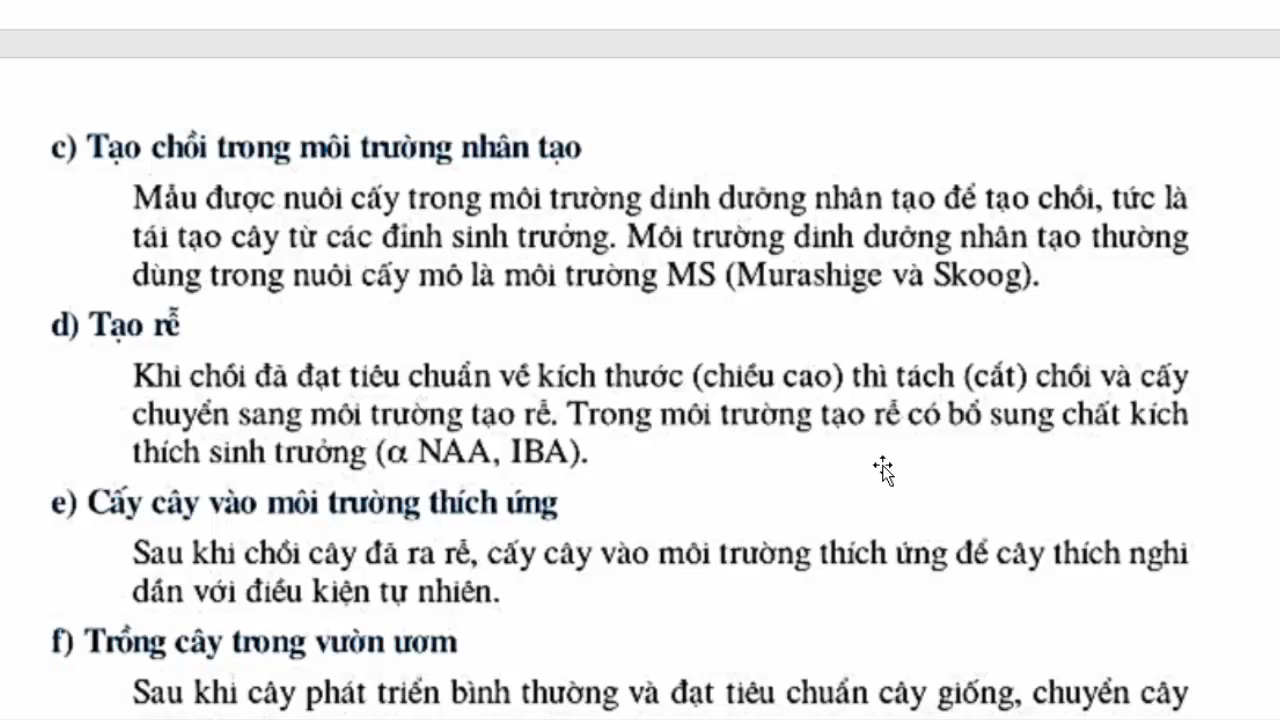 c) Tạo chồi trong môi trường nhân tạo
Mẫu được nuôi cấy trong môi trường dinh dưỡng nhân tạo để tạo chồi, tức là
tái tạo cây từ các đỉnh sinh trưởng. Môi trường dinh dưỡng nhân tạo thường
dùng trong nuôi cấy mô là môi trường MS (Murashige và Skoog).
d) Tạo rễ
Khi chồi đã đạt tiêu chuẩn về kích thước (chiều cao) thì tách (cắt) chồi và cấy
chuyển sang môi trường tạo rễ. Trong môi trường tạo rễ có bổ sung chất kích
thích sinh trưởng (α NAA, IBA).
e) Cấy cây vào môi trường thích ứng
Sau khi chồi cây đã ra rễ, cấy cây vào môi trường thích ứng để cây thích nghi
dần với điều kiện tự nhiên.
f) Trồng cây trong vườn ươm
Sau khi cây phát triển bình thường và đạt tiêu chuẩn cây giống, chuyển cây